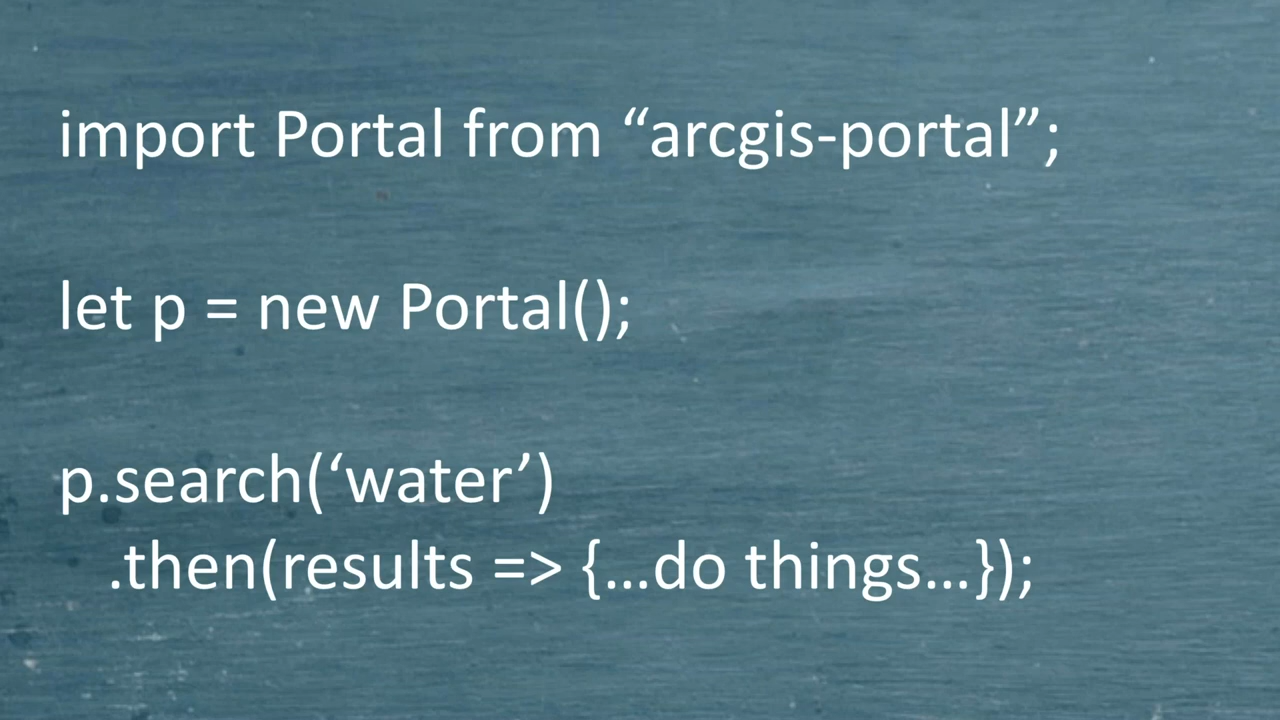 import Portal from “arcgis-portal”;
let p = new Portal();
p.search(‘water’)
.then(results => {...do things...});